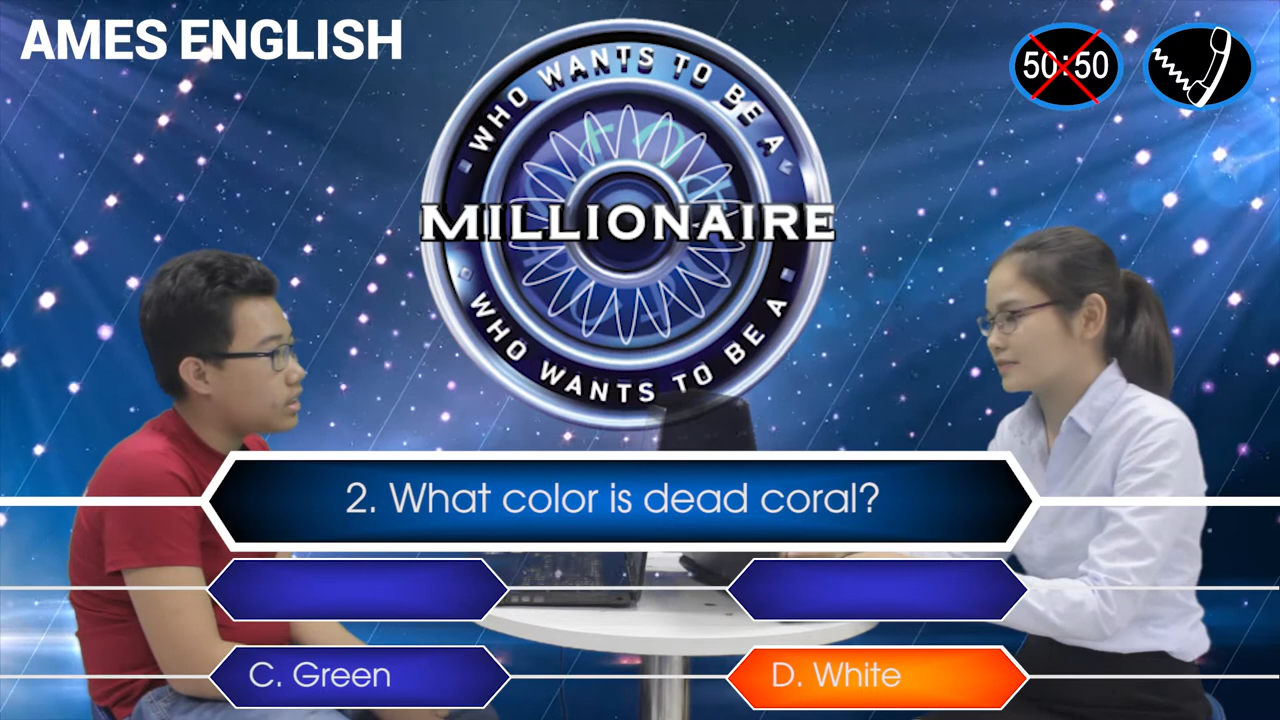 AMES ENGLISH
WHO WANTS TO BE A
MILLIONAIRE
WHO WANTS TO BE A
50:50
2. What color is dead coral?
C. Green
D. White